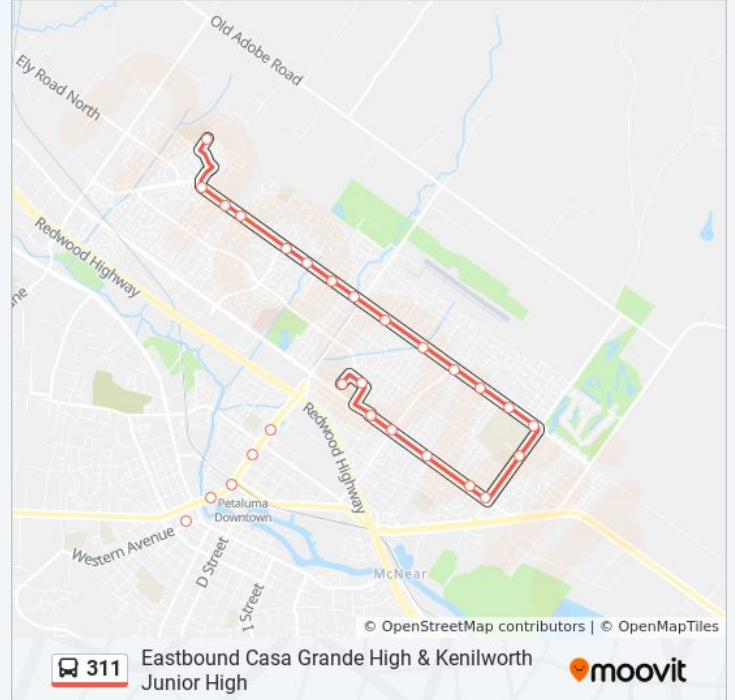 Old Adobe Road
Ely Road North
Redwood Highway
ne
Redwood Highway
Petaluma
Downtown
Western Avenue
D Street
I Street
McNear
© OpenStreetMap contributors | © OpenMapTiles
311
Eastbound Casa Grande High & Kenilworth
Junior High
moovit